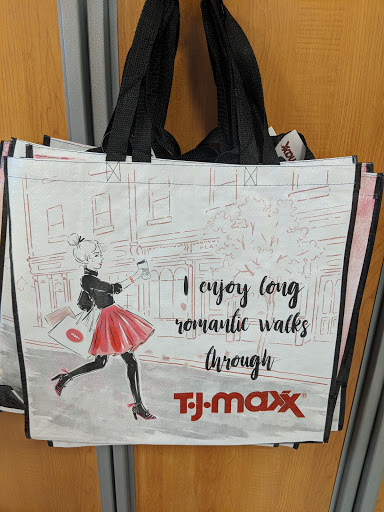 I enjoy long
romantic walks
through
T·J·maxx